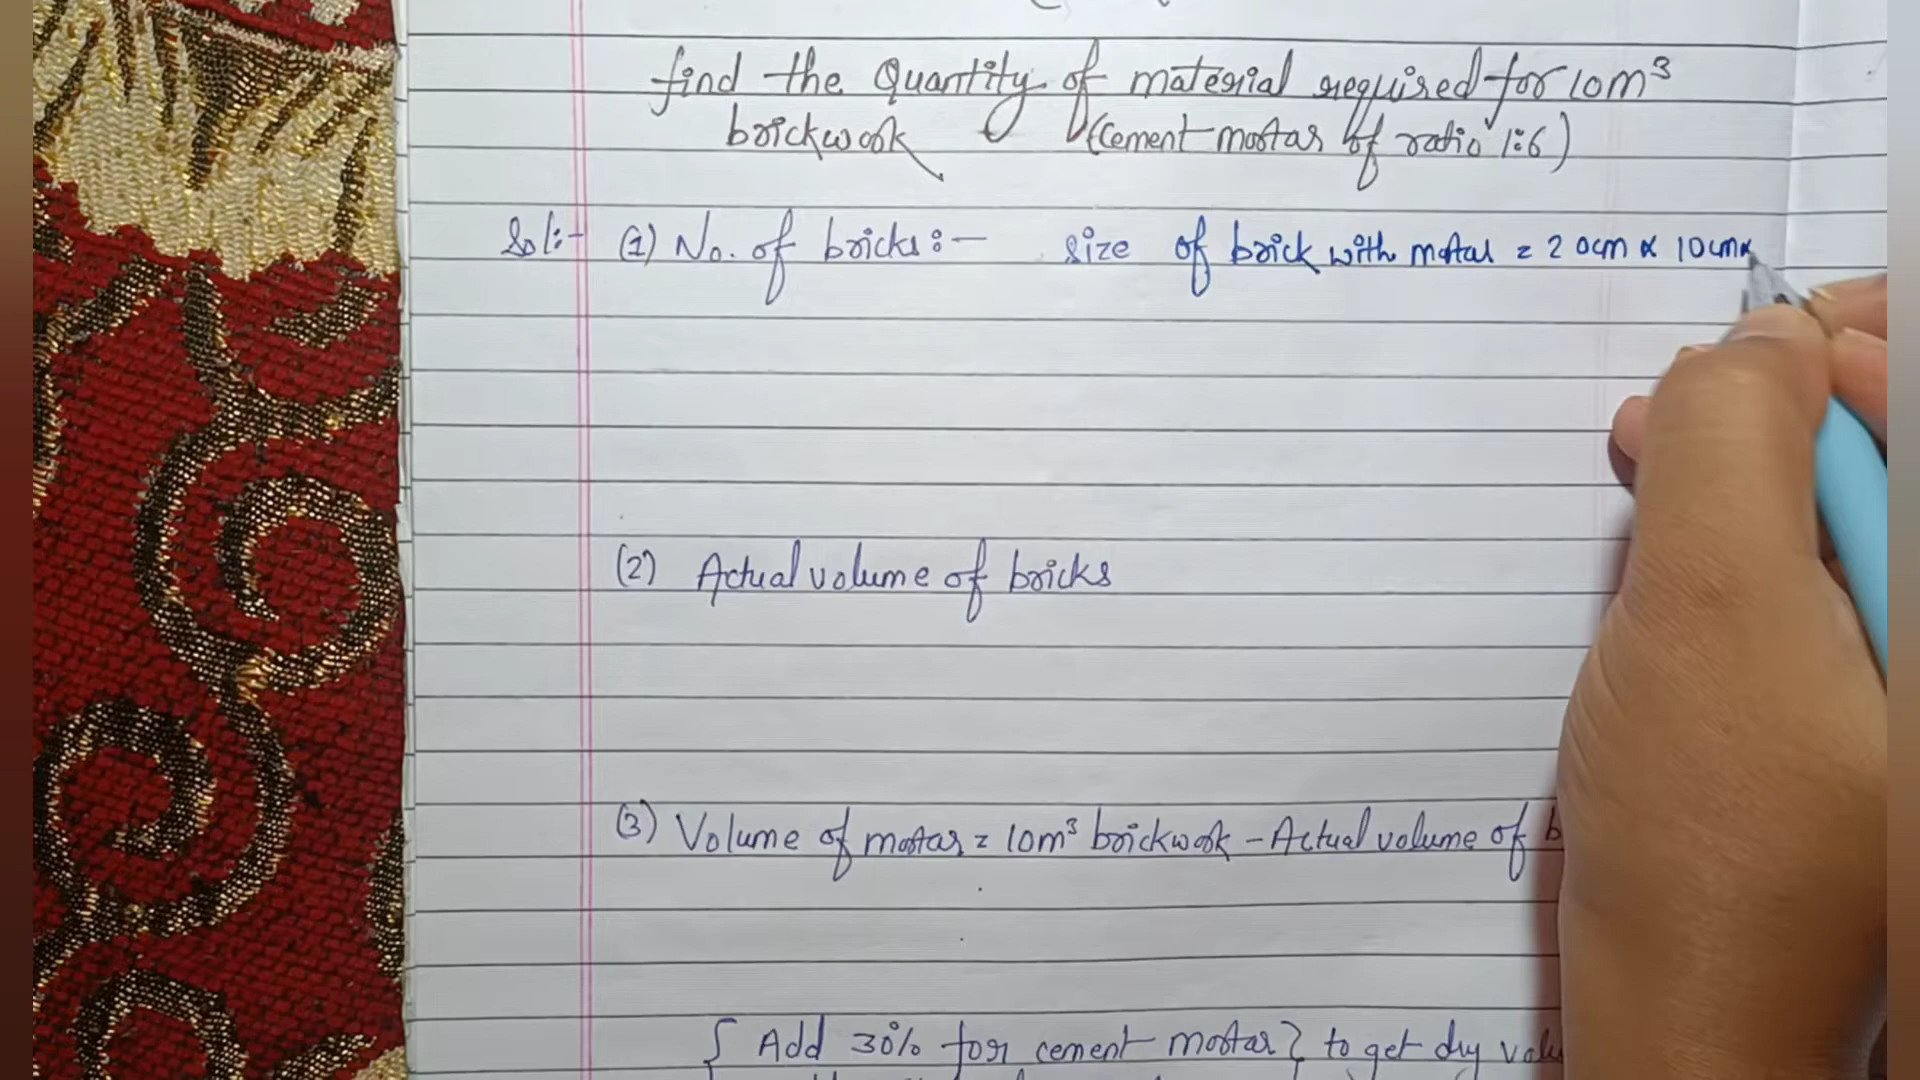 find the Quantity of material required for 10m³
brickwork (Cement mortar of ratio 1:6)
Sol:- (1) No. of bricks:- size of brick with mortar = 20cm x 10cm x
(2) Actual volume of bricks
(3) Volume of mortar = 10m³ brickwork - Actual volume of b
{ Add 30% for cement mortar } to get dry volu